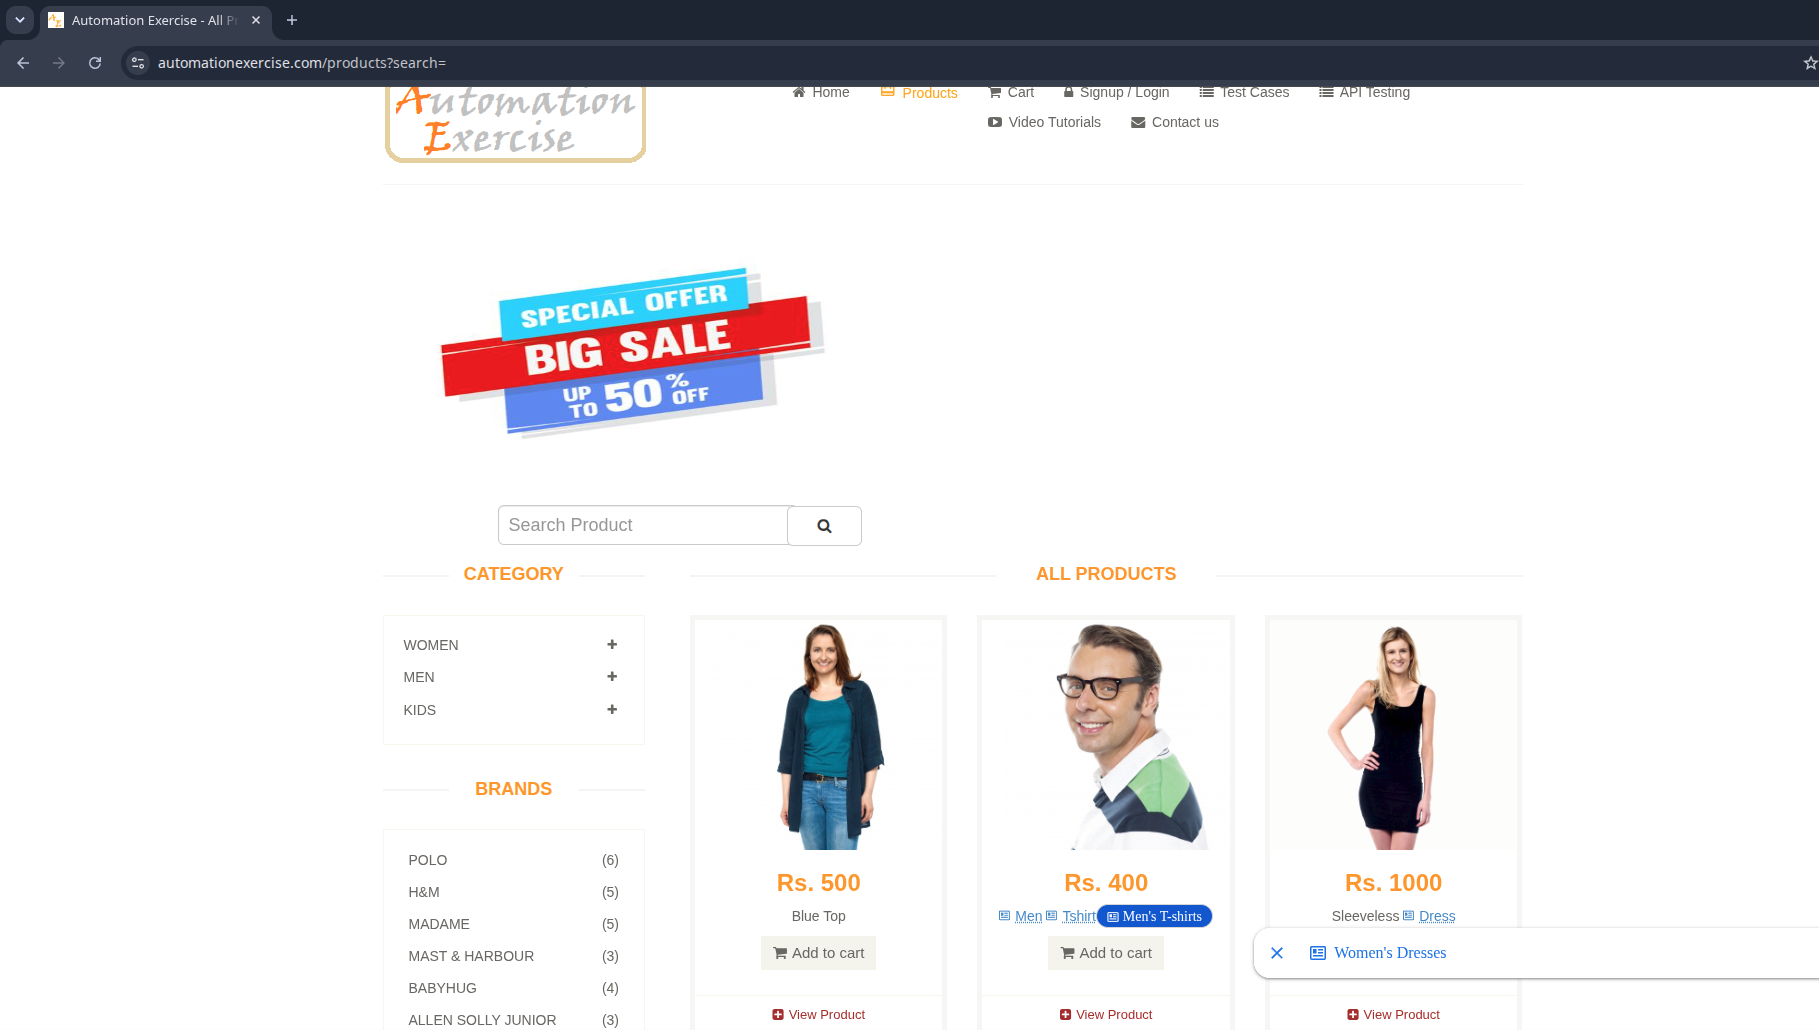 Automation Exercise - All Pr
automationexercise.com/products?search=
Automation
Exercise
Home
Products
Cart
Signup / Login
Test Cases
API Testing
Video Tutorials
Contact us
SPECIAL OFFER
BIG SALE
UP TO 50% OFF
Search Product
CATEGORY
WOMEN
MEN
KIDS
BRANDS
POLO (6)
H&M (5)
MADAME (5)
MAST & HARBOUR (3)
BABYHUG (4)
ALLEN SOLLY JUNIOR (3)
ALL PRODUCTS
Rs. 500
Blue Top
Add to cart
View Product
Rs. 400
Men Tshirt Men's T-shirts
Add to cart
View Product
Rs. 1000
Sleeveless Dress
Women's Dresses
View Product